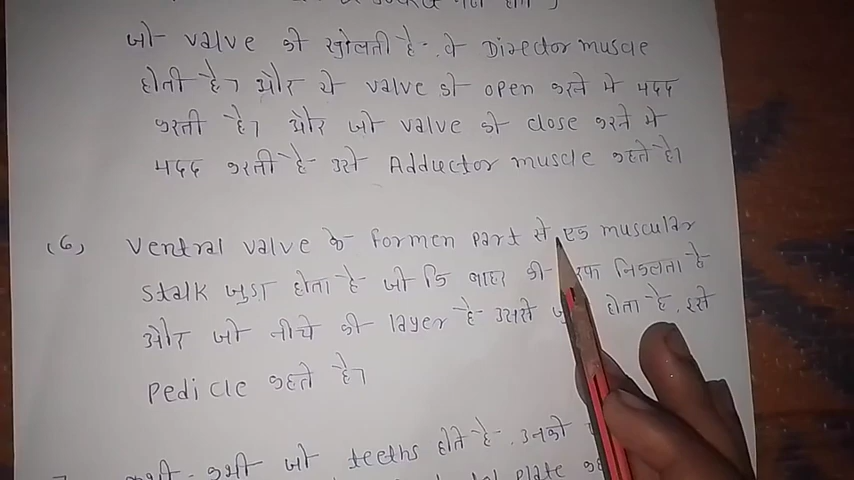 जो valve को खोलती है. वे Director muscle
होती है। और ये valve को open करने मे मदद
करती है। और जो valve को close करने मे
मदद करती है उसे Adductor muscle कहते है।
(6) Ventral valve के formen part से एक muscular
stalk जुडा होता है जो कि बाहर की निकलता है
और जो नीचे की layer है उससे होता है. इसे
pedicle कहते है।
कभी-कभी जो teeths होते है. उनको
plate